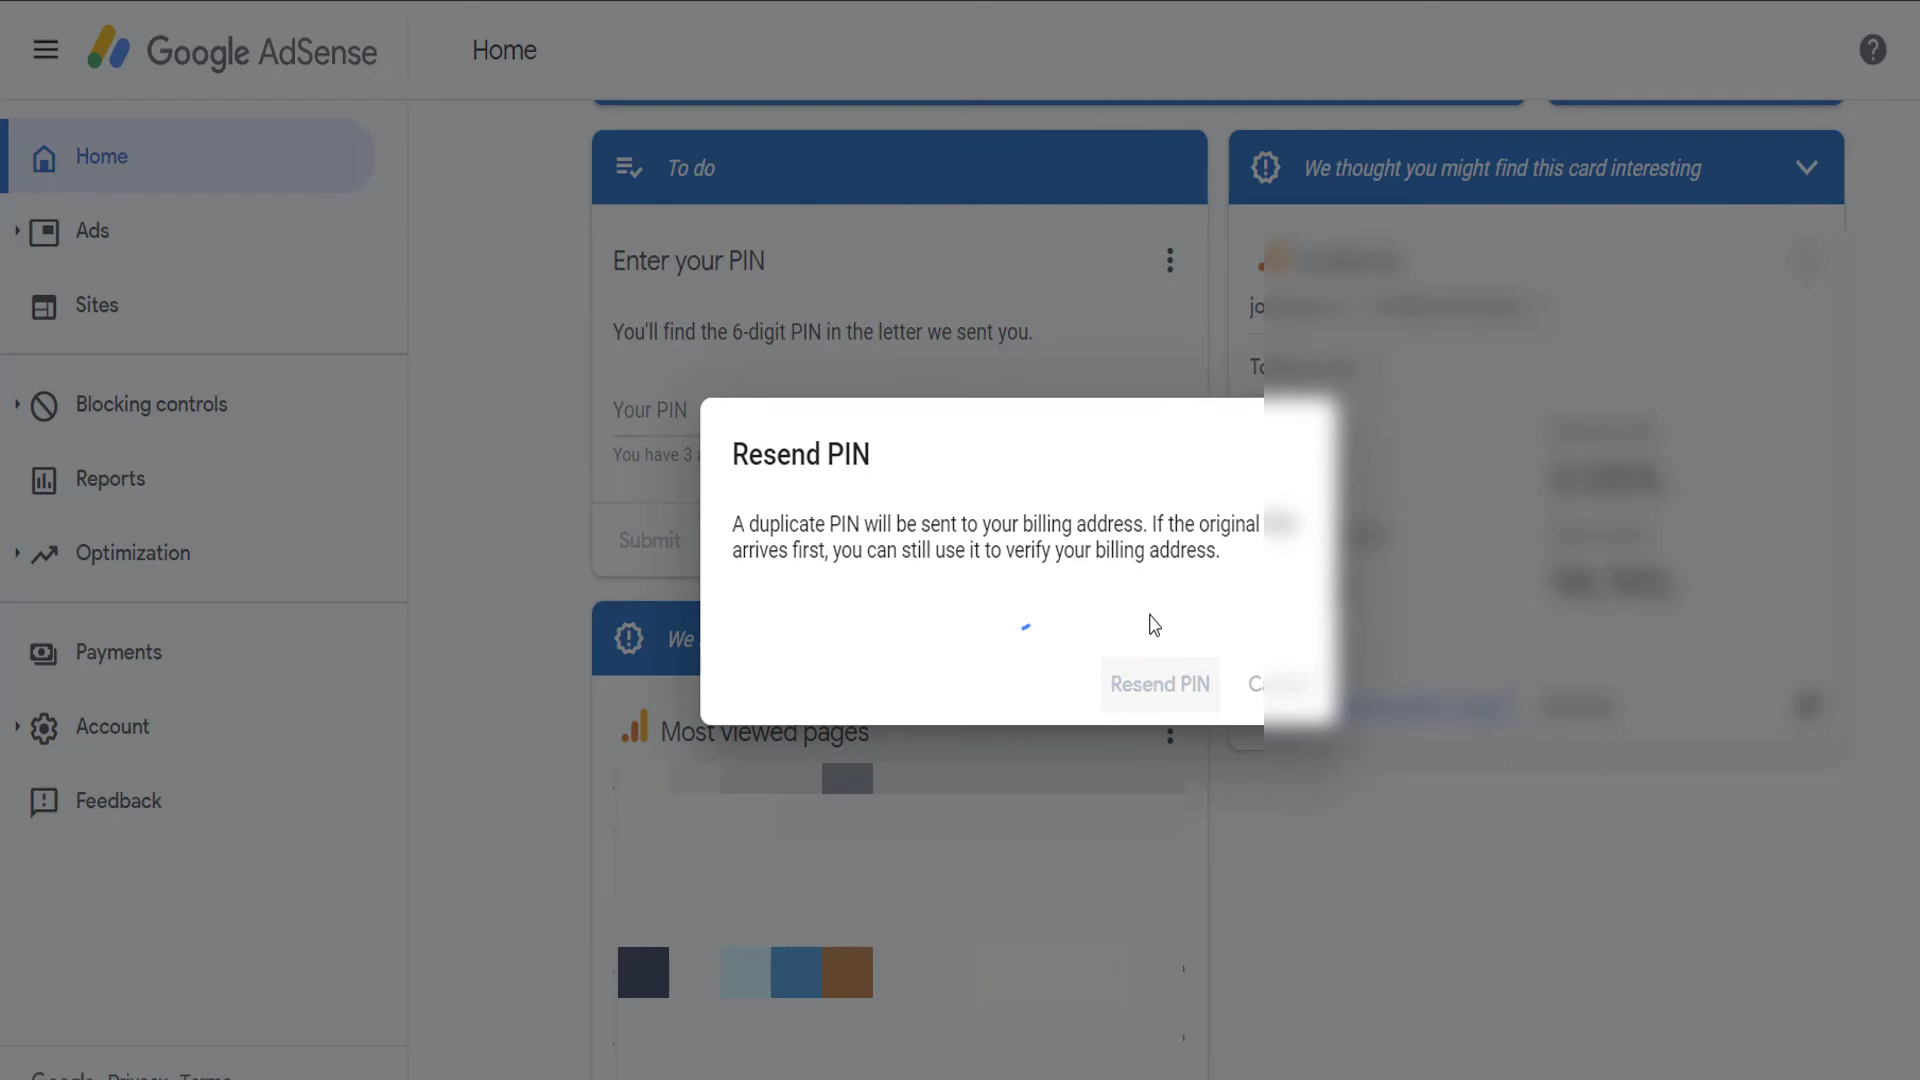 Google AdSense
Home
Home
Ads
Sites
Blocking controls
Reports
Optimization
Payments
Account
Feedback
To do
Enter your PIN
You'll find the 6-digit PIN in the letter we sent you.
Your PIN
You have 3
Submit
We thought you might find this card interesting
Resend PIN
A duplicate PIN will be sent to your billing address. If the original
arrives first, you can still use it to verify your billing address.
Resend PIN
We
Most viewed pages
Google Privacy Terms